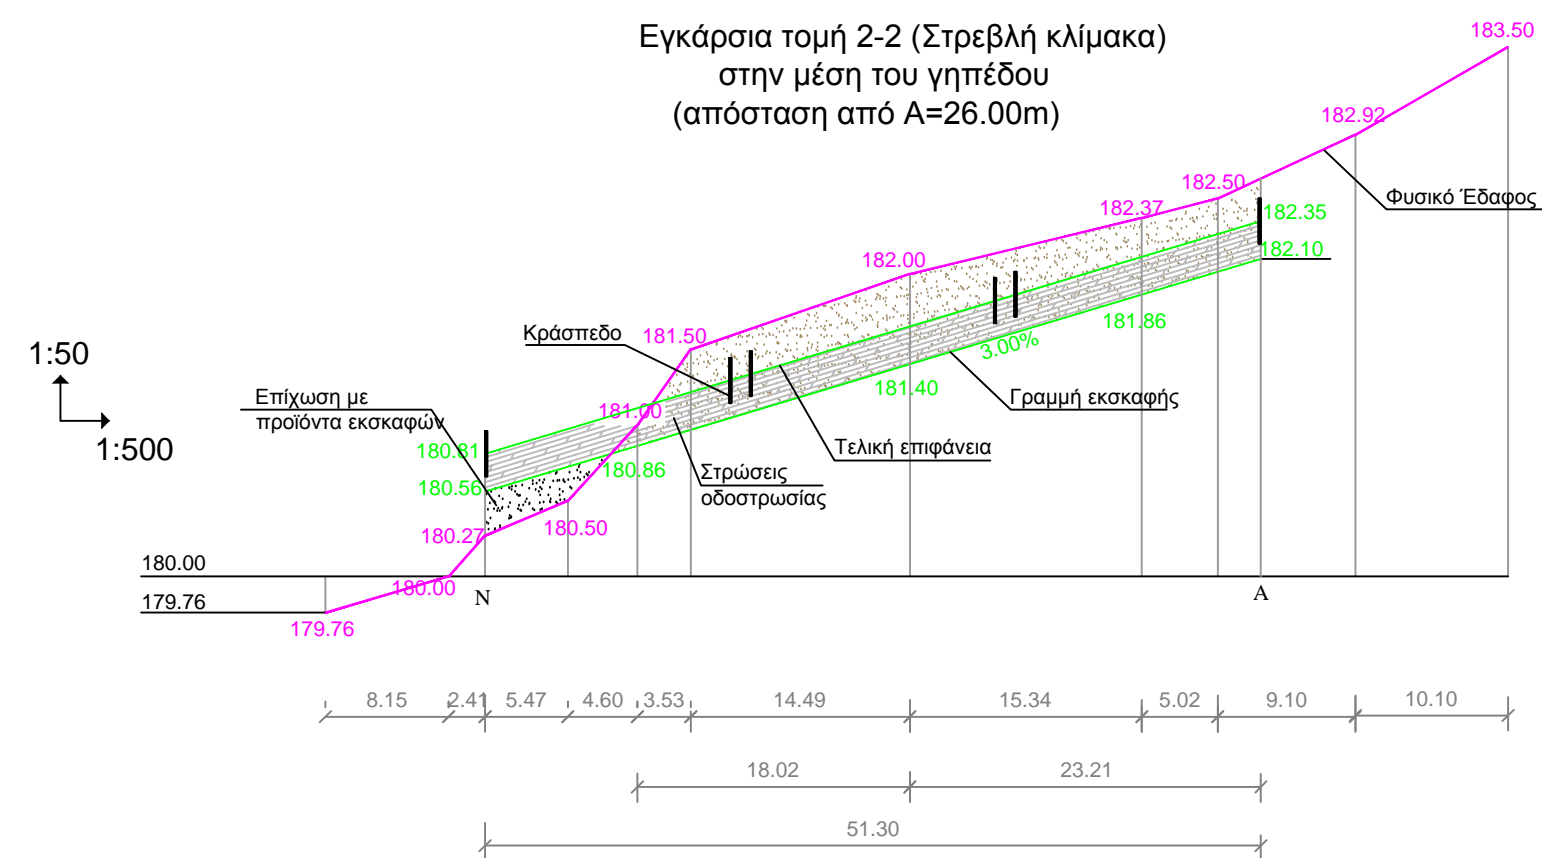 Εγκάρσια τομή 2-2 (Στρεβλή κλίμακα)
στην μέση του γηπέδου
(απόσταση από Α=26.00m)
183.50
182.92
182.50
182.37
Φυσικό Έδαφος
182.35
182.10
182.00
181.86
Κράσπεδο
181.50
3.00%
1:50
1:500
181.40
Γραμμή εκσκαφής
Επίχωση με
προϊόντα εκσκαφών
181.00
180.81
Τελική επιφάνεια
180.86
Στρώσεις
οδοστρωσίας
180.56
180.27
180.50
180.00
180.00
179.76
N
A
179.76
8.15
2.41
5.47
4.60
3.53
14.49
15.34
5.02
9.10
10.10
18.02
23.21
51.30